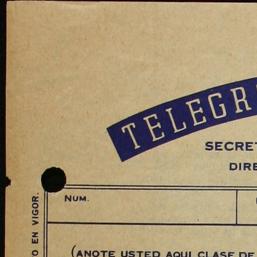 TELEGR
SECRET
DIRE
NUM.
O EN VIGOR.
(ANOTE USTED AQUI CLASE DE